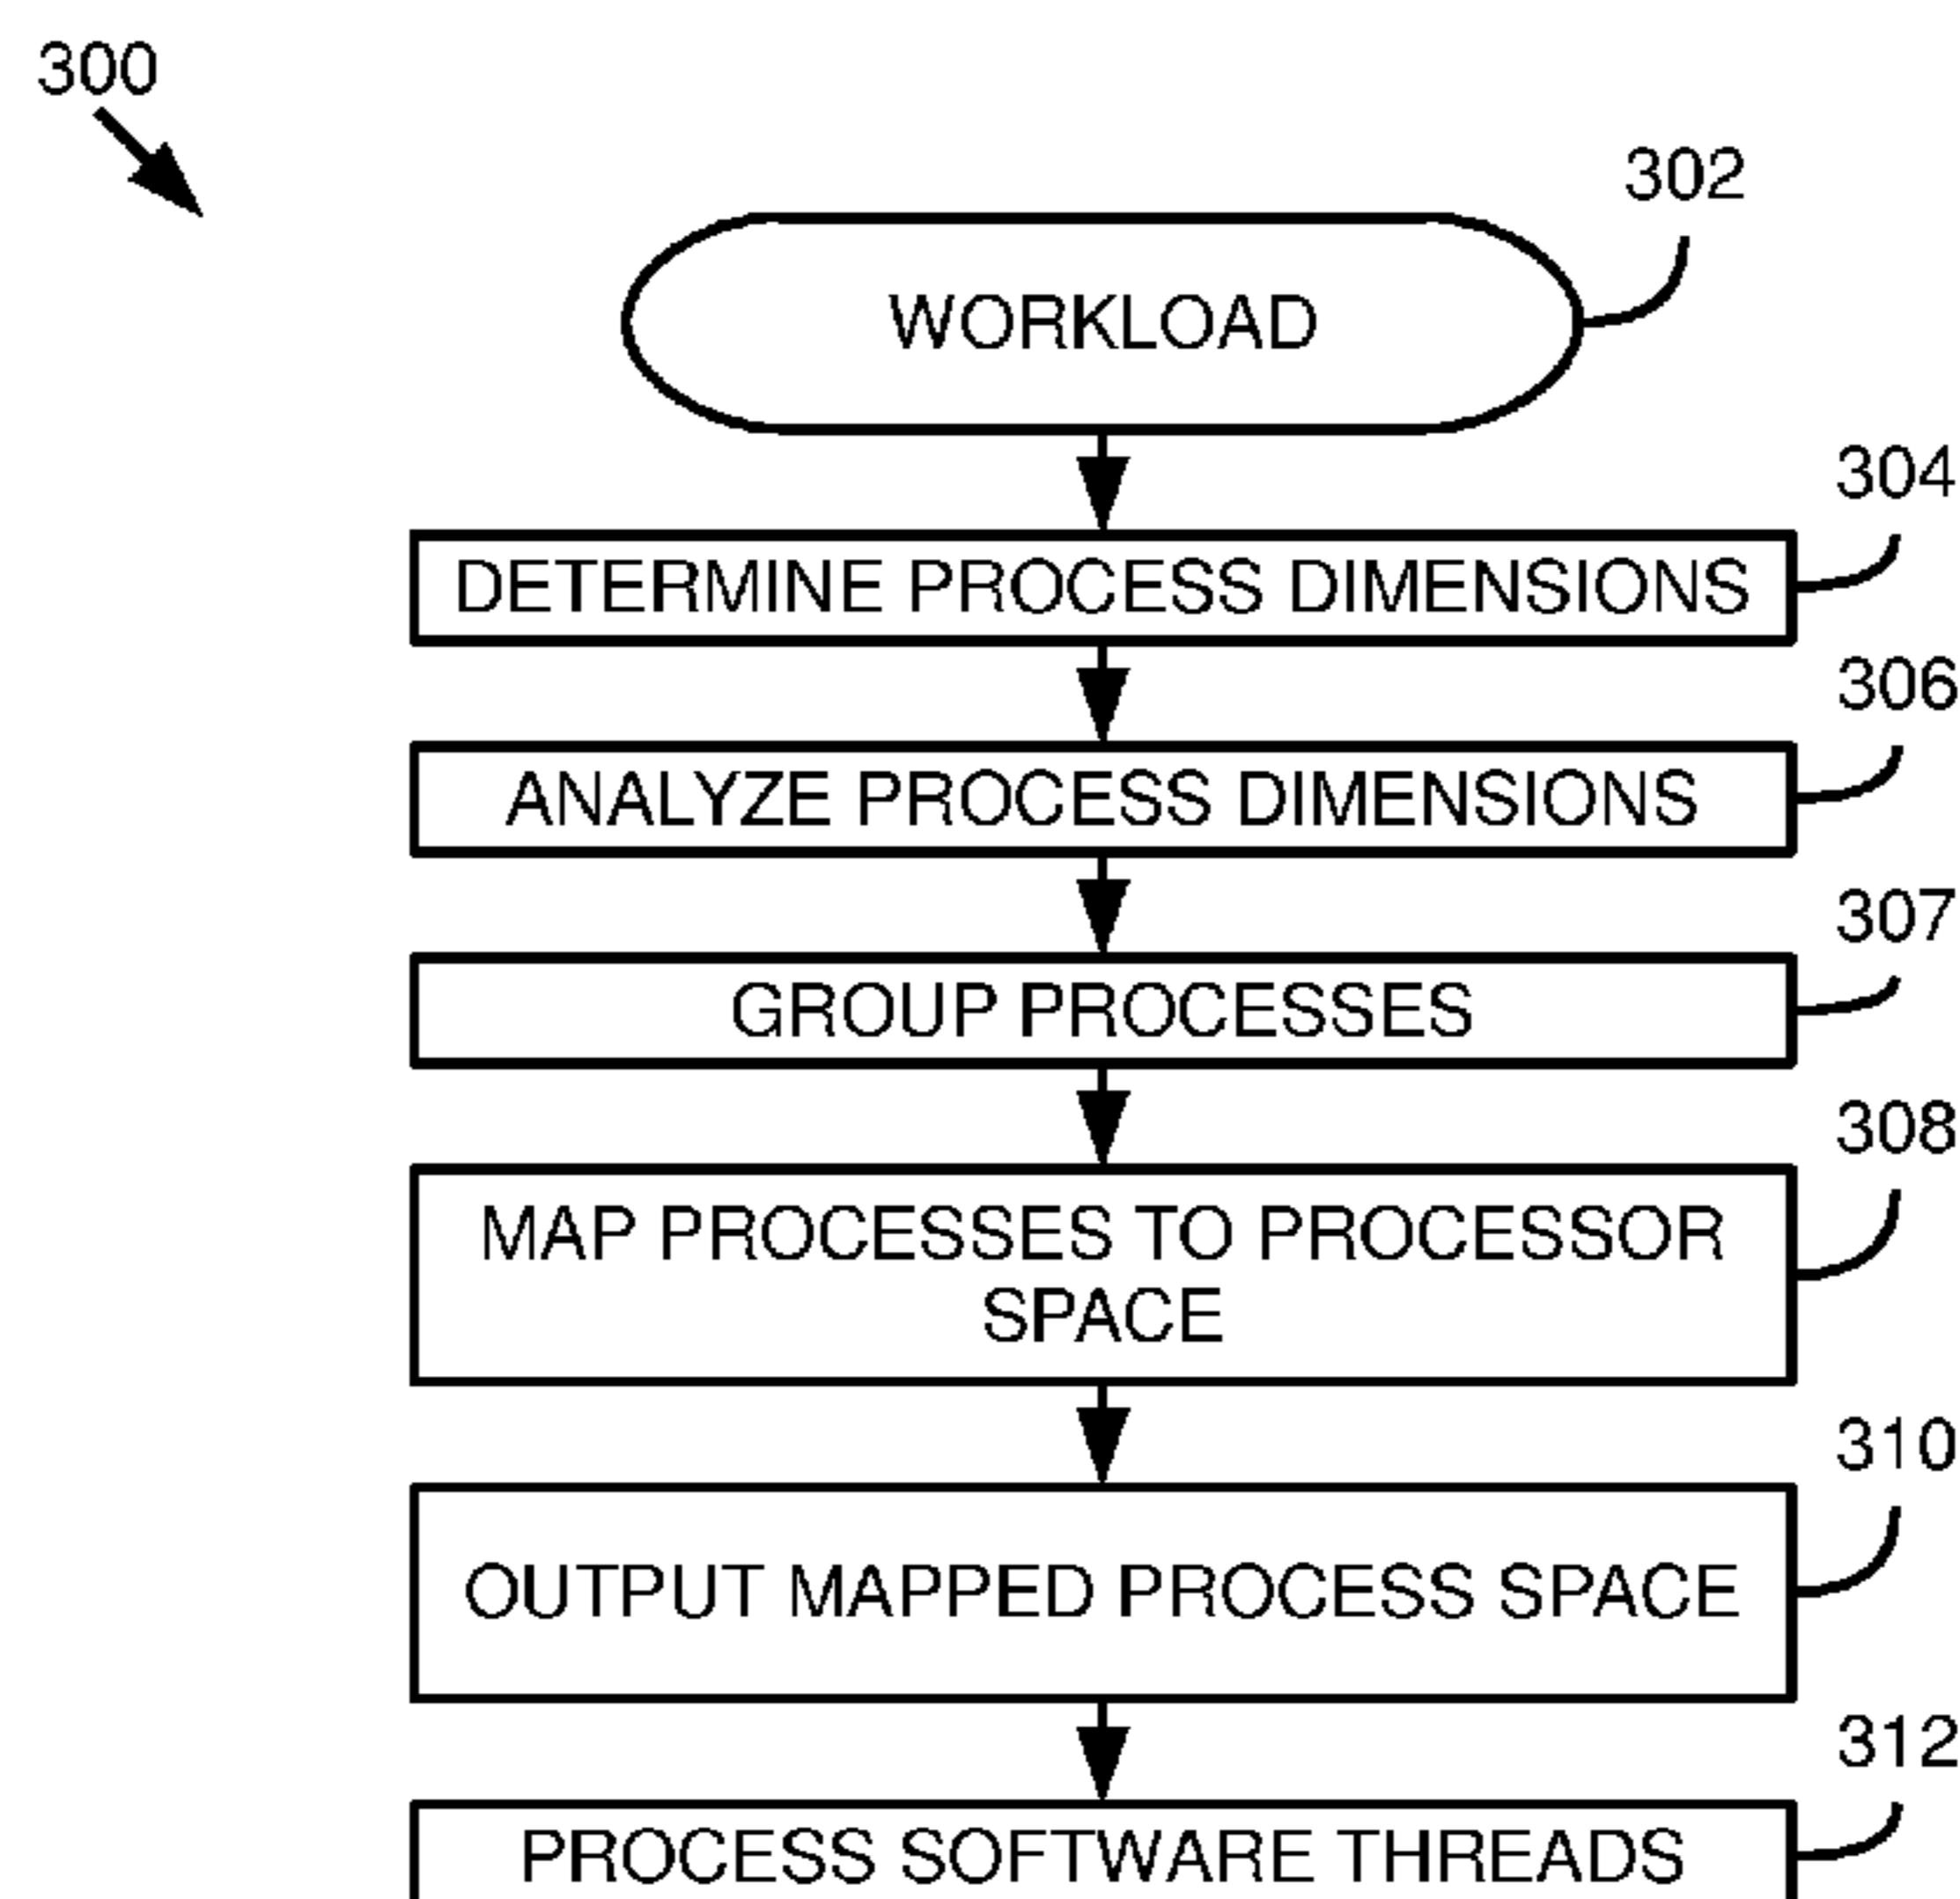 300
302
WORKLOAD
304
DETERMINE PROCESS DIMENSIONS
306
ANALYZE PROCESS DIMENSIONS
307
GROUP PROCESSES
308
MAP PROCESSES TO PROCESSOR
SPACE
310
OUTPUT MAPPED PROCESS SPACE
312
PROCESS SOFTWARE THREADS